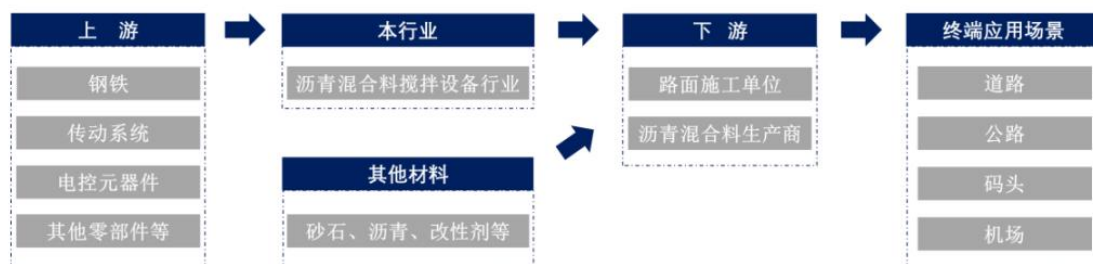 上 游
钢铁
传动系统
电控元器件
其他零部件等
本行业
沥青混合料搅拌设备行业
其他材料
砂石、沥青、改性剂等
下 游
路面施工单位
沥青混合料生产商
终端应用场景
道路
公路
码头
机场